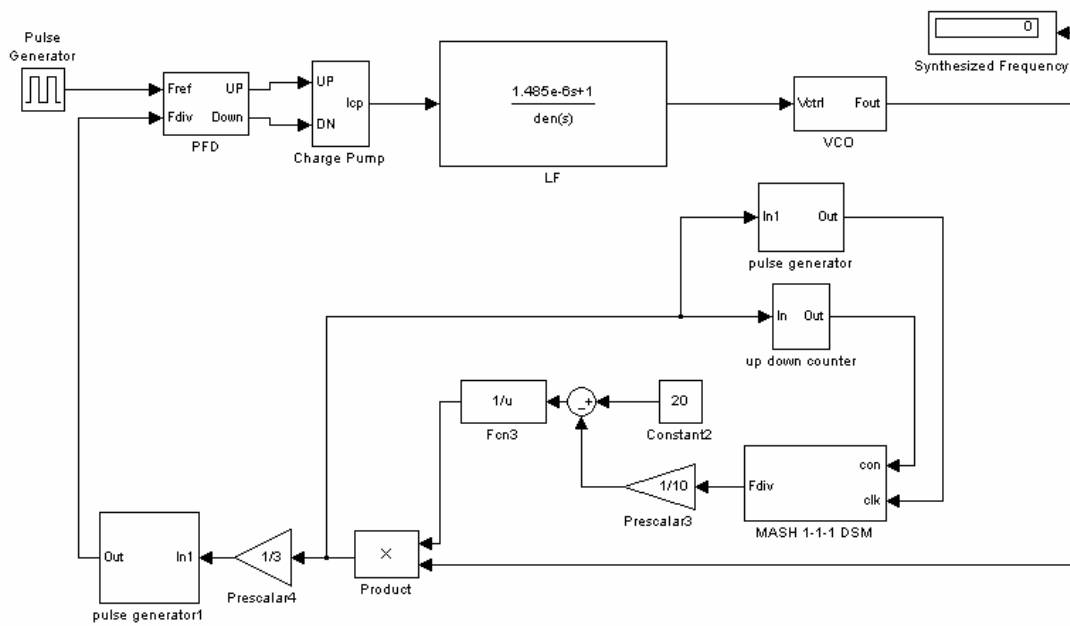 Pulse
Generator
Fref
UP
Fdiv
Down
PFD
UP
Icp
DN
Charge Pump
1.485e-6s+1
den(s)
LF
Vctrl
Fout
VCO
0
Synthesized Frequency
In1
Out
pulse generator
In
Out
up down counter
1/u
Fcn3
20
Constant2
1/10
Prescalar3
con
Fdiv
clk
MASH 1-1-1 DSM
Out
In1
pulse generator1
1/3
Prescalar4
×
Product